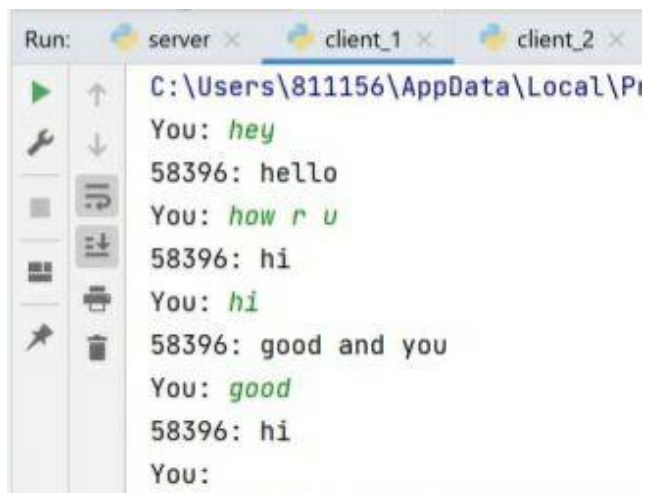 Run: server client_1 client_2
C:\Users\811156\AppData\Local\P
You: hey
58396: hello
You: how r u
58396: hi
You: hi
58396: good and you
You: good
58396: hi
You: